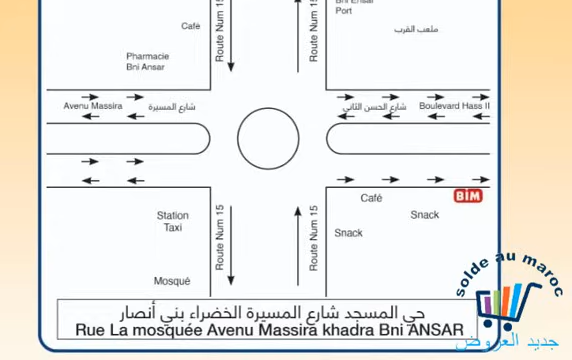 Bni Ensar
Port
Café
ملعب القرب
Route Num 15
Route Num 15
Pharmacie
Bni Ansar
Avenu Massira
شارع المسيرة
شارع الحسن الثاني
Boulevard Hass II
BIM
Café
Snack
Snack
Station
Taxi
Route Num 15
Route Num 15
Mosqué
solde au maroc
حي المسجد شارع المسيرة الخضراء بني أنصار
Rue La mosquée Avenu Massira khadra Bni ANSAR
جديد العروض